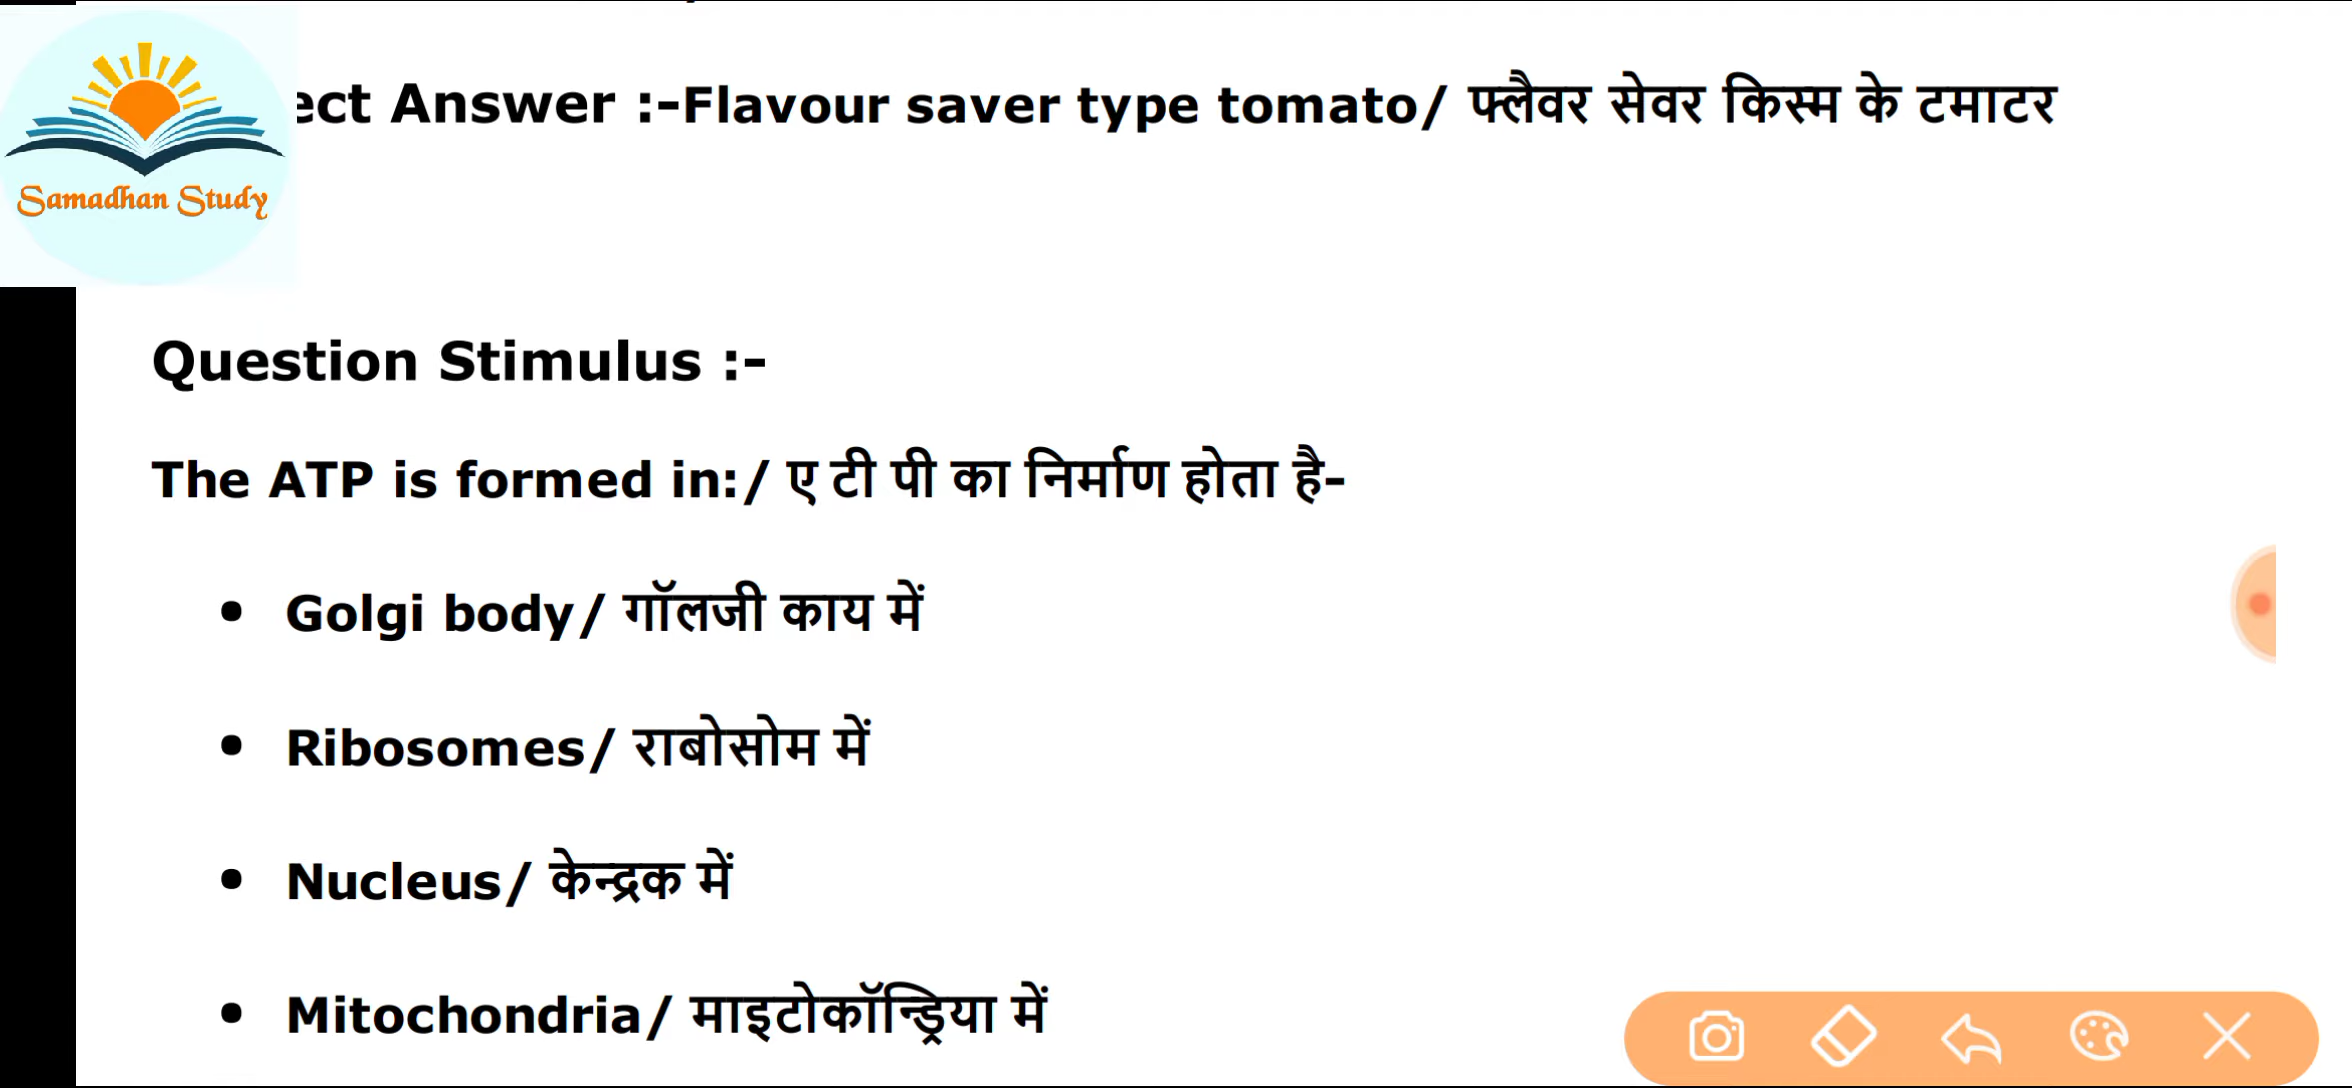 Samadhan Study
ect Answer :-Flavour saver type tomato/ फ्लैवर सेवर किस्म के टमाटर
Question Stimulus :-
The ATP is formed in:/ ए टी पी का निर्माण होता है-
• Golgi body/ गॉलजी काय में
• Ribosomes/ राबोसोम में
• Nucleus/ केन्द्रक में
• Mitochondria/ माइटोकॉन्ड्रिया में